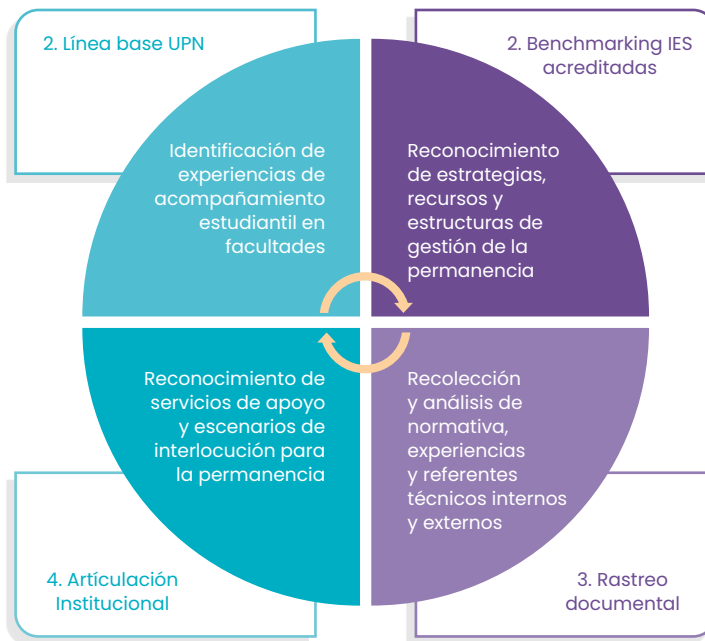 2. Línea base UPN
Identificación de
experiencias de
acompañamiento
estudiantil en
facultades
2. Benchmarking IES
acreditadas
Reconocimiento
de estrategias,
recursos y
estructuras de
gestión de la
permanencia
Reconocimiento de
servicios de apoyo
y escenarios de
interlocución para
la permanencia
4. Artículación
Institucional
Recolección
y análisis de
normativa,
experiencias
y referentes
técnicos internos
y externos
3. Rastreo
documental